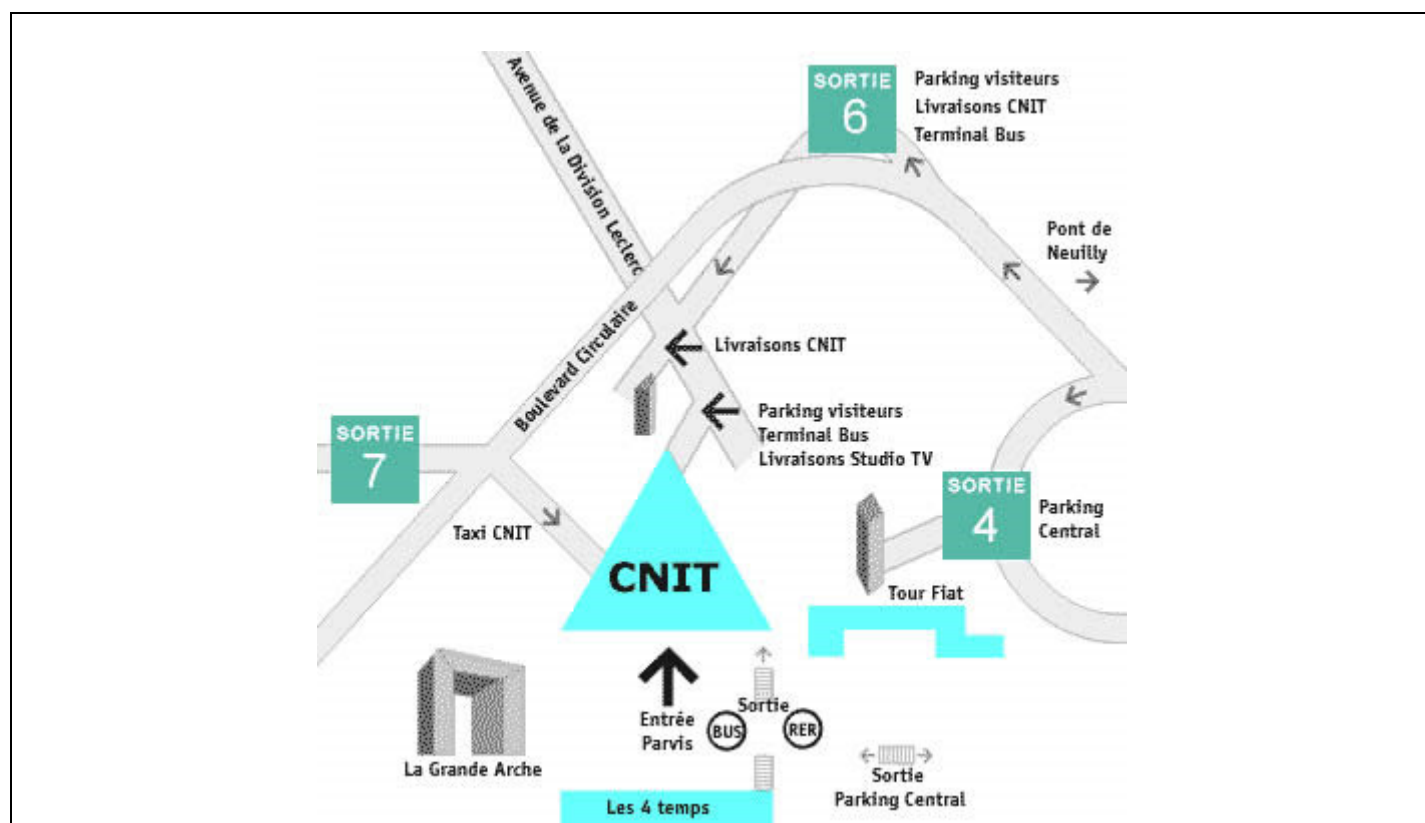 Avenue de la Division Leclerc
SORTIE
6
Parking visiteurs
Livraisons CNIT
Terminal Bus
Pont de
Neuilly
Boulevard Circulaire
Livraisons CNIT
Parking visiteurs
Terminal Bus
Livraisons Studio TV
SORTIE
7
Taxi CNIT
SORTIE
4
Parking
Central
CNIT
Tour Fiat
Entrée
Parvis
Sortie
BUS
RER
La Grande Arche
Sortie
Parking Central
Les 4 temps